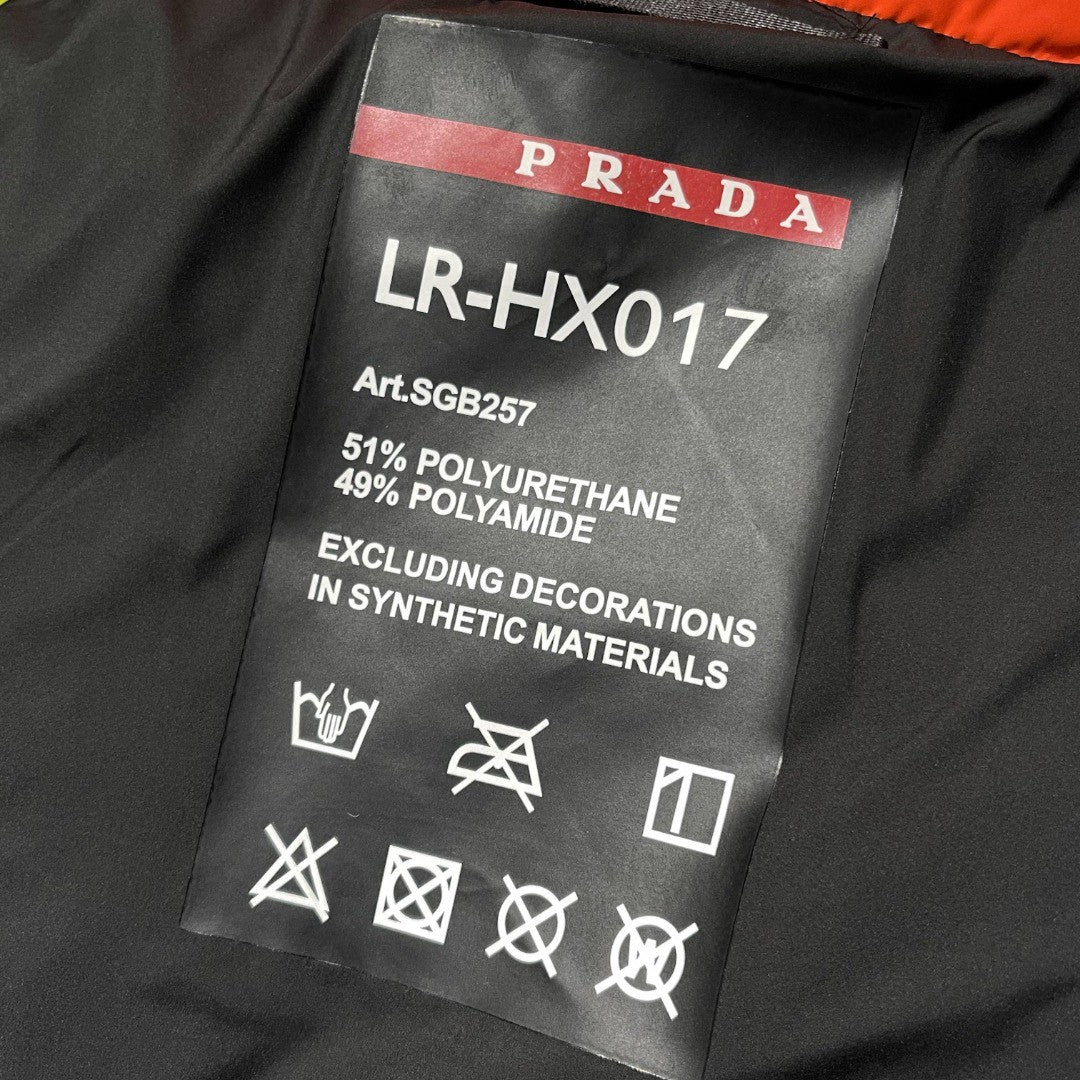 PRADA
LR-HX017
Art.SGB257
51% POLYURETHANE
49% POLYAMIDE
EXCLUDING DECORATIONS
IN SYNTHETIC MATERIALS
W